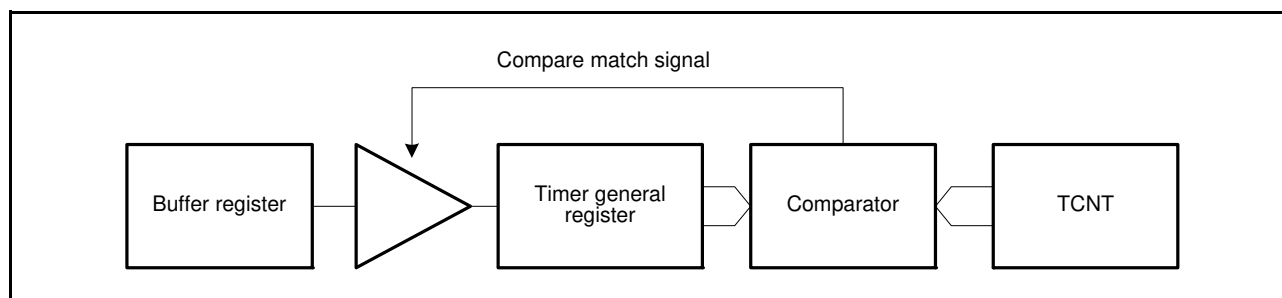 Compare match signal
Buffer register
Timer general
register
Comparator
TCNT